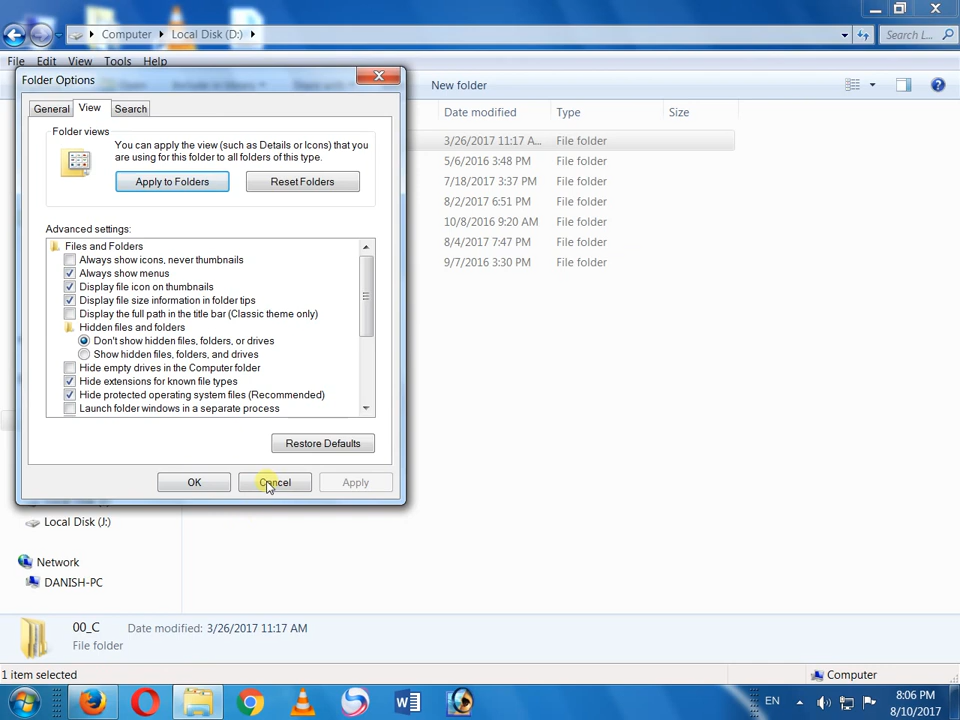 Computer Local Disk (D:) Search L...
File Edit View Tools Help
Folder Options
New folder
General View Search
Date modified Type Size
Folder views
You can apply the view (such as Details or Icons) that you
are using for this folder to all folders of this type.
Apply to Folders Reset Folders
3/26/2017 11:17 A... File folder
5/6/2016 3:48 PM File folder
7/18/2017 3:37 PM File folder
8/2/2017 6:51 PM File folder
10/8/2016 9:20 AM File folder
8/4/2017 7:47 PM File folder
9/7/2016 3:30 PM File folder
Advanced settings:
Files and Folders
Always show icons, never thumbnails
Always show menus
Display file icon on thumbnails
Display file size information in folder tips
Display the full path in the title bar (Classic theme only)
Hidden files and folders
Don't show hidden files, folders, or drives
Show hidden files, folders, and drives
Hide empty drives in the Computer folder
Hide extensions for known file types
Hide protected operating system files (Recommended)
Launch folder windows in a separate process
Restore Defaults
OK Cancel Apply
Local Disk (J:)
Network
DANISH-PC
00_C Date modified: 3/26/2017 11:17 AM
File folder
1 item selected Computer
EN 8:06 PM
8/10/2017